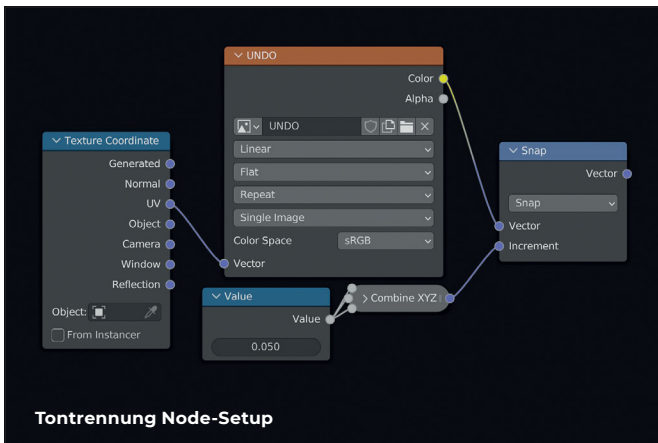 UNDO
Color
Alpha
UNDO
Linear
Flat
Repeat
Single Image
Color Space sRGB
Vector
Texture Coordinate
Generated
Normal
UV
Object
Camera
Window
Reflection
Object:
From Instancer
Value
Value
0.050
Combine XYZ
Snap
Vector
Snap
Vector
Increment
Tontrennung Node-Setup